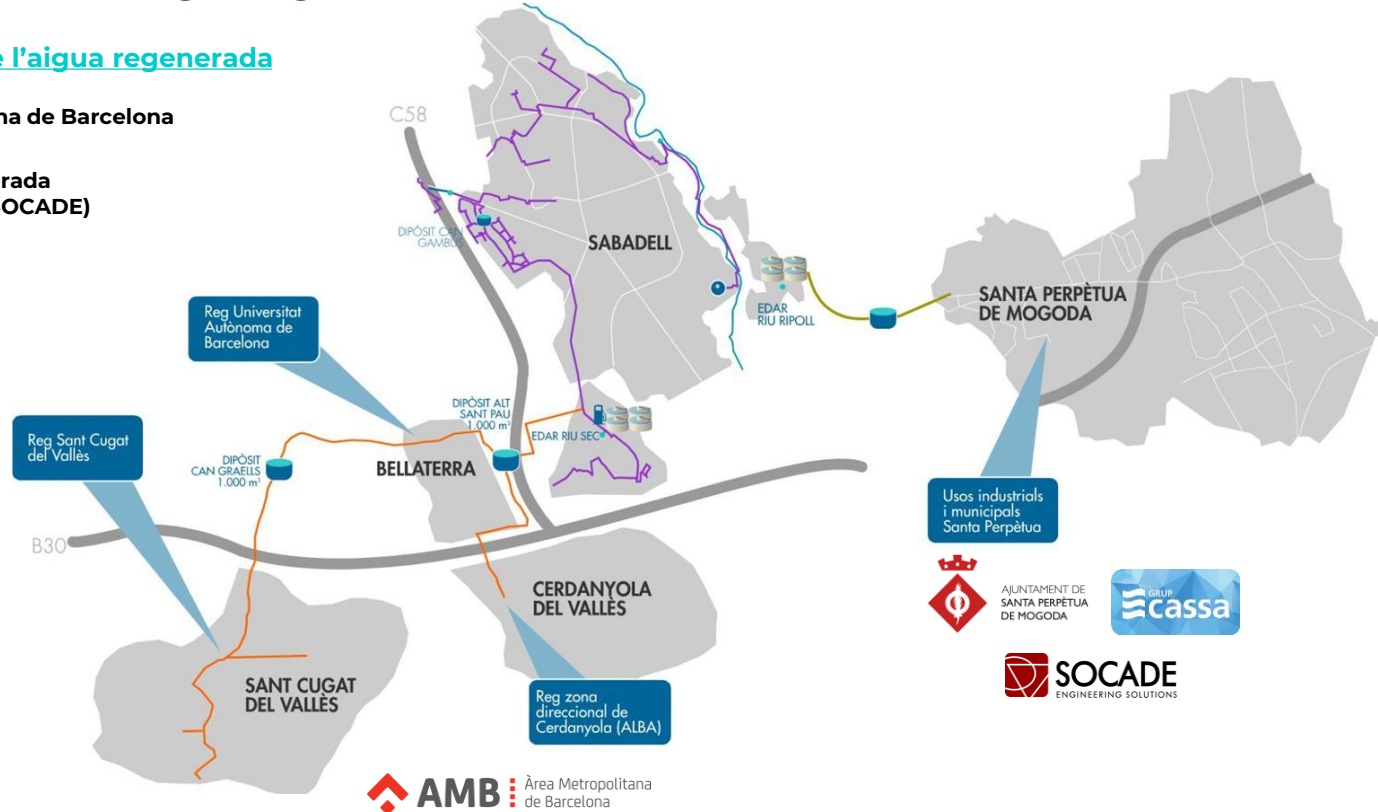 e l'aigua regenerada
na de Barcelona
erada
SOCADE)
C58
DIPÒSIT CAN
GAMBÚS
SABADELL
EDAR
RIU RIPOLL
SANTA PERPÈTUA
DE MOGODA
Reg Universitat
Autònoma de
Barcelona
DIPÒSIT ALT
SANT PAU
1.000 m³
EDAR RIU SEC
Reg Sant Cugat
del Vallès
DIPÒSIT
CAN GRAELLS
1.000 m³
BELLATERRA
Usos industrials
i municipals
Santa Perpètua
B30
CERDANYOLA
DEL VALLÈS
AJUNTAMENT DE
SANTA PERPÈTUA
DE MOGODA
GRUP
cassa
SANT CUGAT
DEL VALLÈS
Reg zona
direccional de
Cerdanyola (ALBA)
SOCADE
ENGINEERING SOLUTIONS
AMB
Àrea Metropolitana
de Barcelona